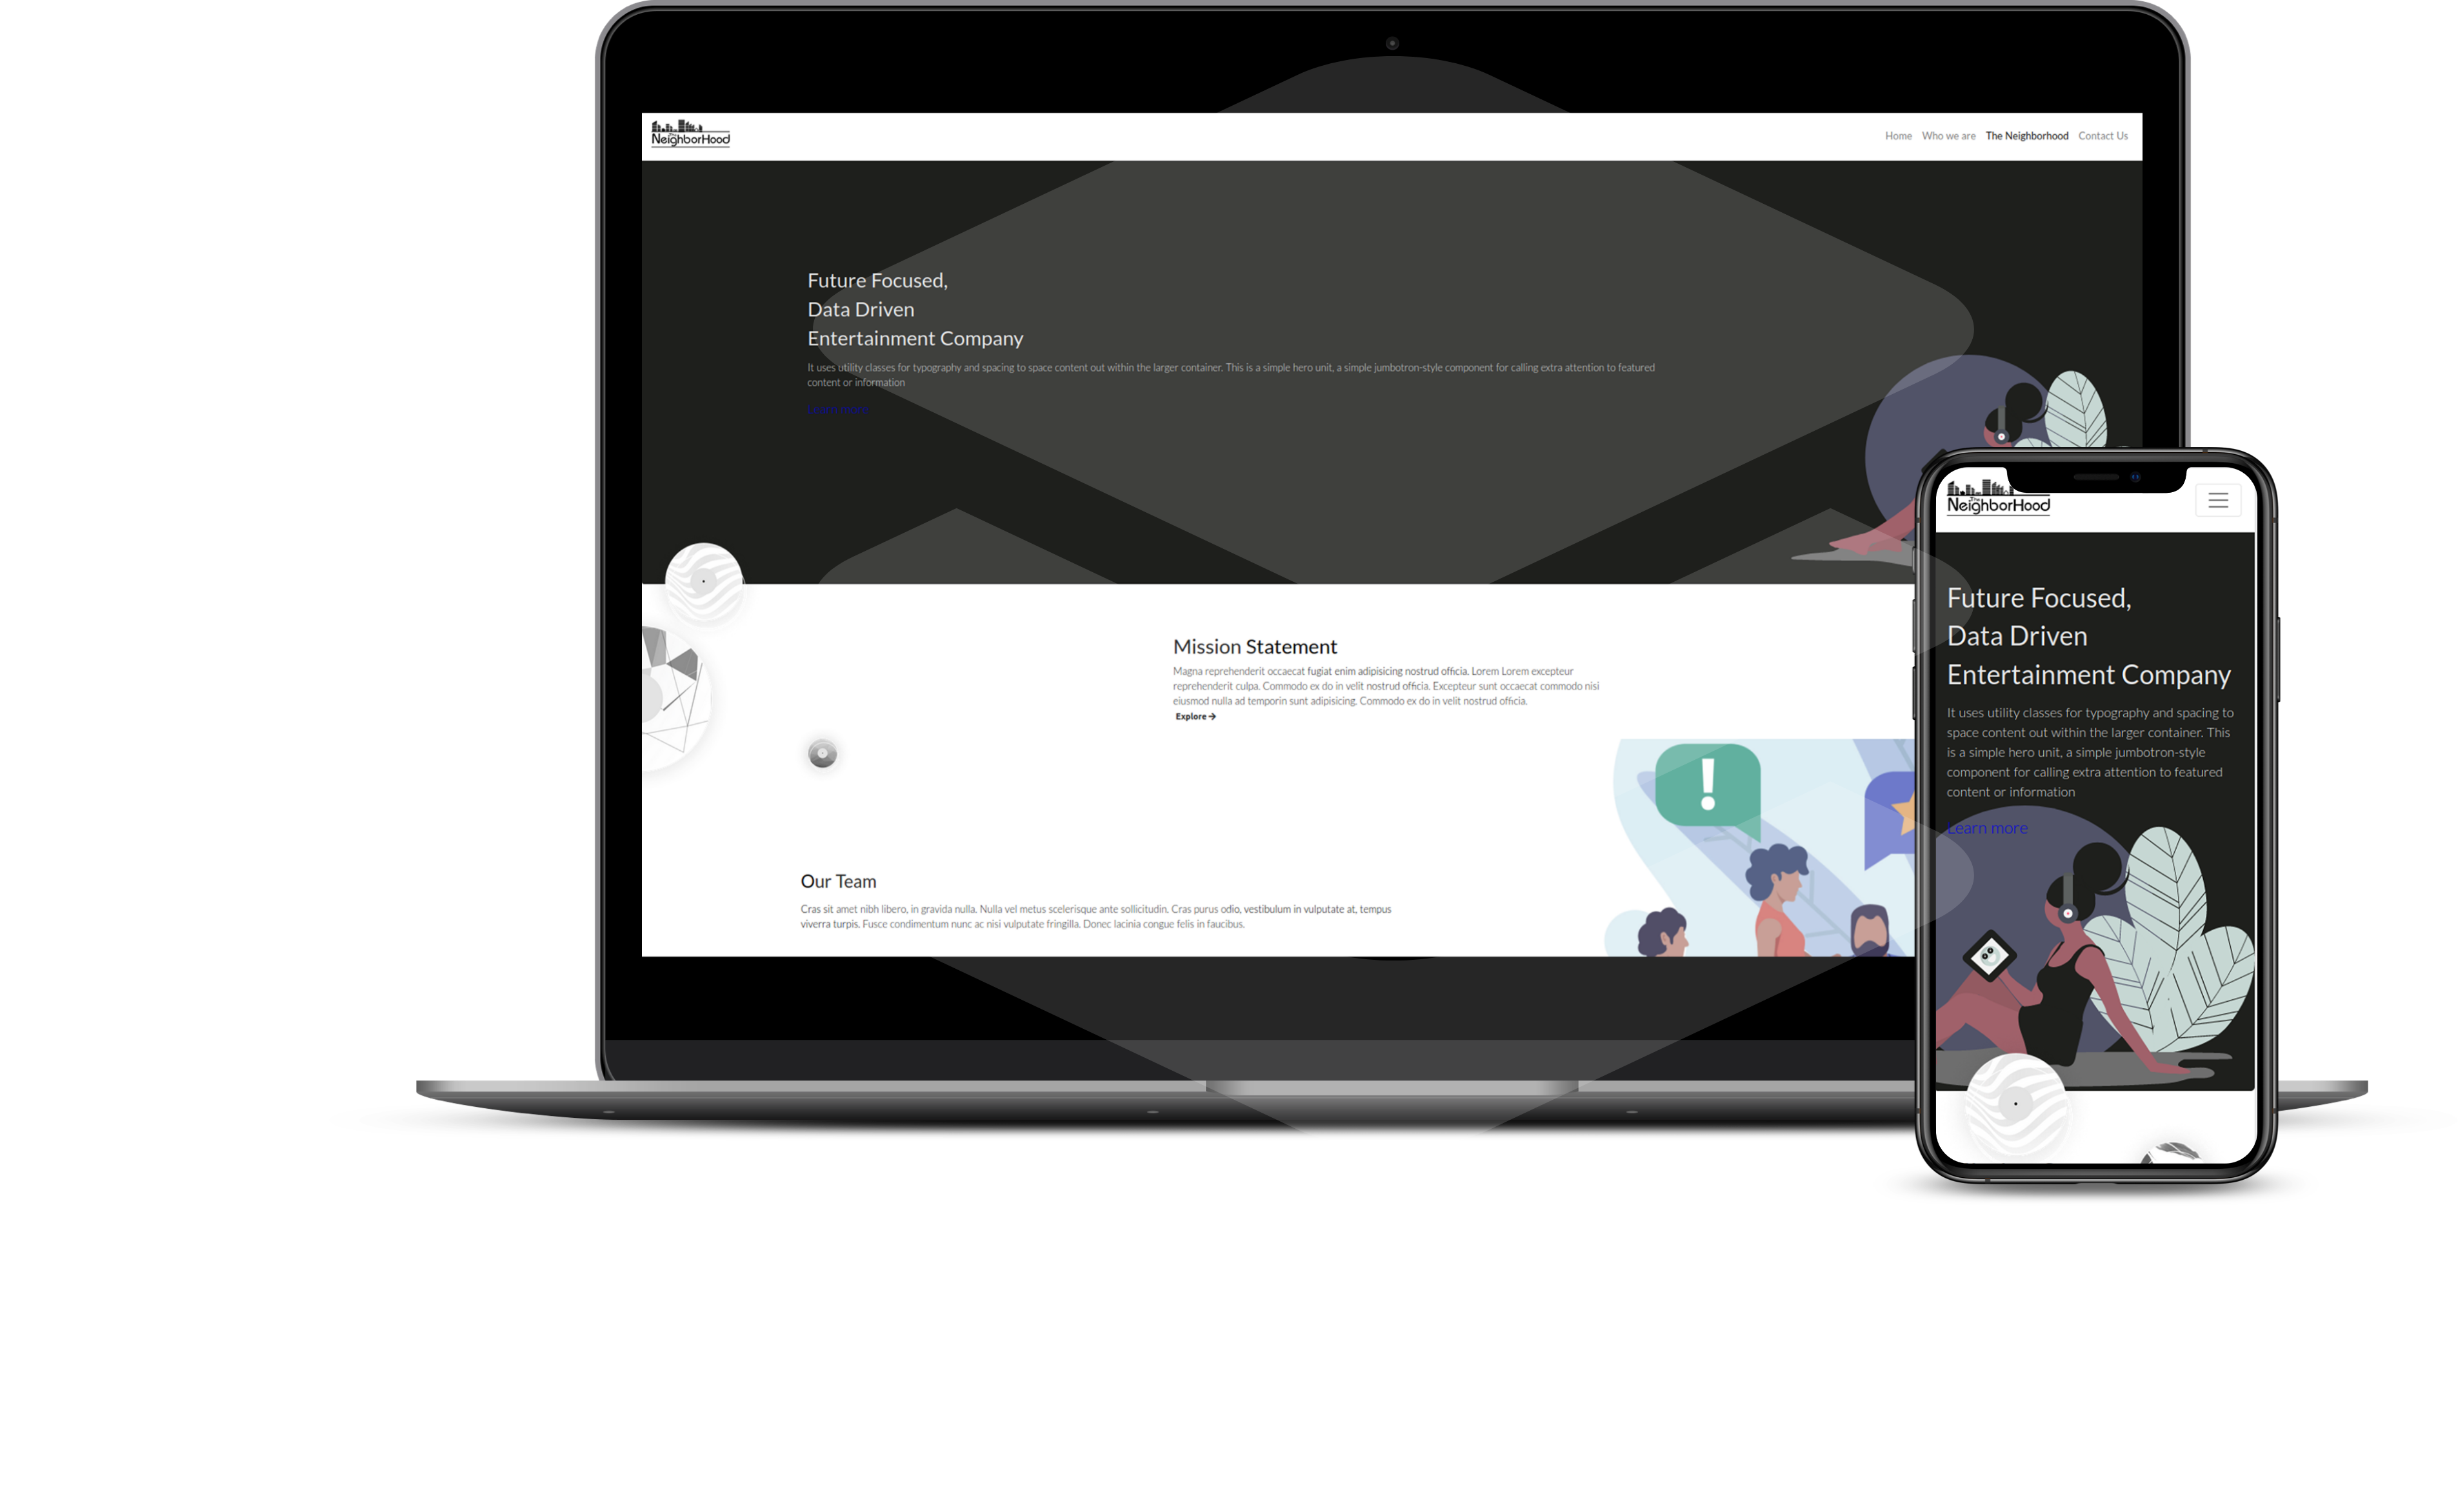 The
NeighborHood
Home Who we are The Neighborhood Contact Us
Future Focused,
Data Driven
Entertainment Company
It uses utility classes for typography and spacing to space content out within the larger container. This is a simple hero unit, a simple jumbotron-style component for calling extra attention to featured
content or information
Learn more
Mission Statement
Magna reprehenderit occaecat fugiat enim adipisicing nostrud officia. Lorem Lorem excepteur
reprehenderit culpa. Commodo ex do in velit nostrud officia. Excepteur sunt occaecat commodo nisi
eiusmod nulla ad temporin sunt adipisicing. Commodo ex do in velit nostrud officia.
Explore →
Our Team
Cras sit amet nibh libero, in gravida nulla. Nulla vel metus scelerisque ante sollicitudin. Cras purus odio, vestibulum in vulputate at, tempus
viverra turpis. Fusce condimentum nunc ac nisi vulputate fringilla. Donec lacinia congue felis in faucibus.
!
The
NeighborHood
Future Focused,
Data Driven
Entertainment Company
It uses utility classes for typography and spacing to
space content out within the larger container. This
is a simple hero unit, a simple jumbotron-style
component for calling extra attention to featured
content or information
Learn more